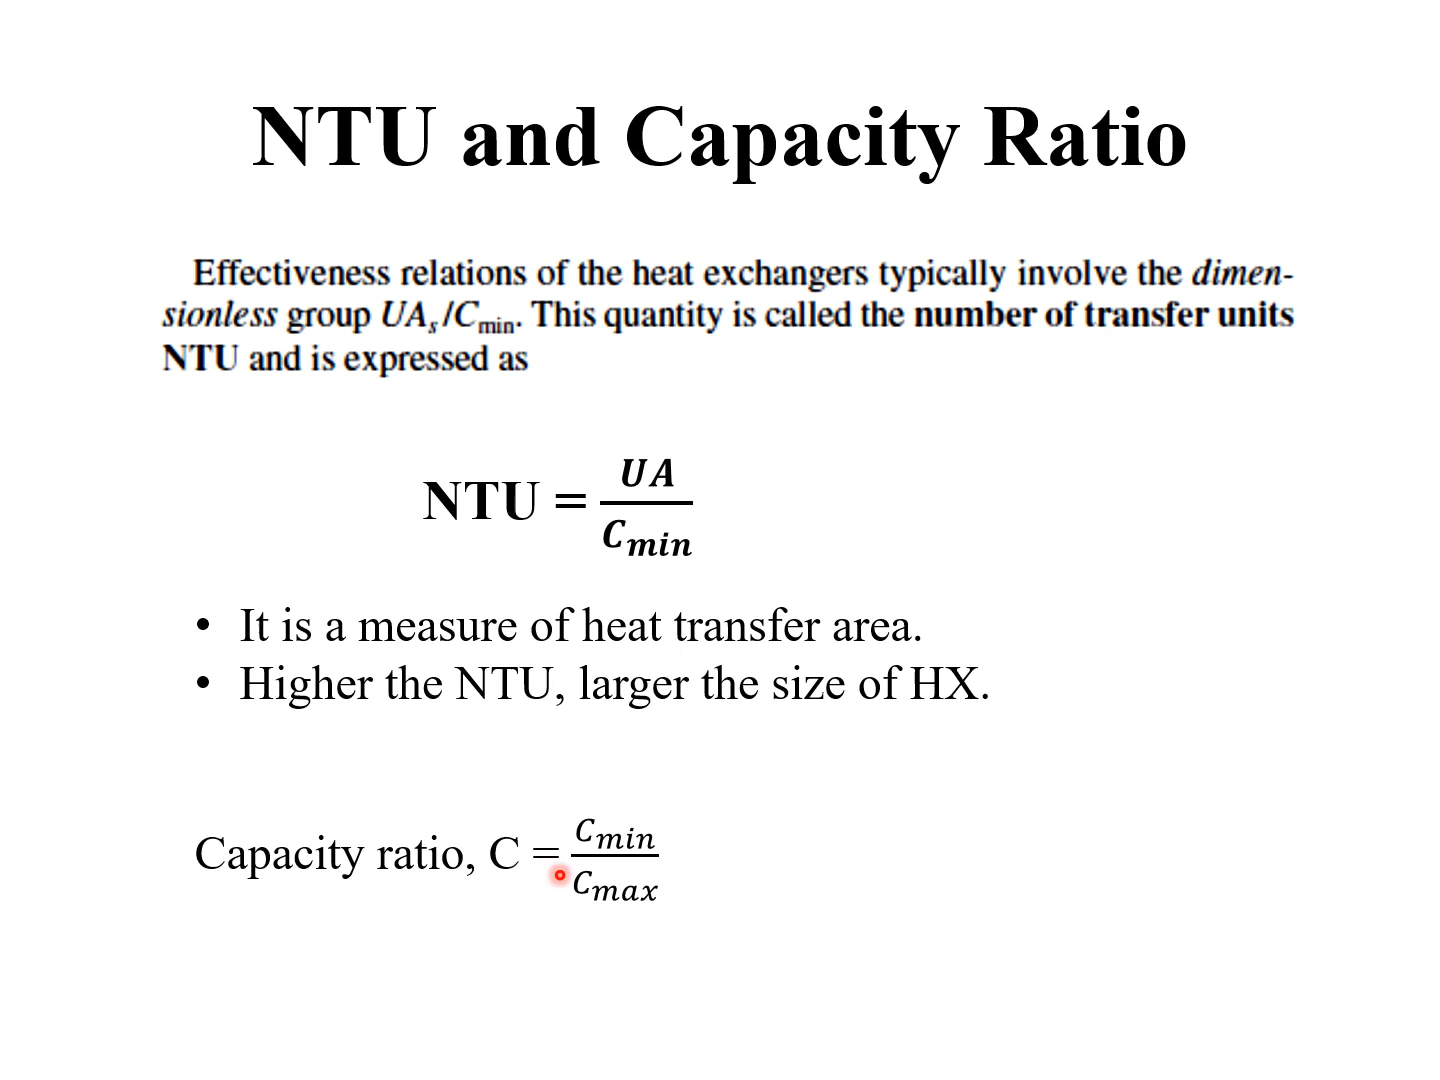 NTU and Capacity Ratio
Effectiveness relations of the heat exchangers typically involve the dimen-
sionless group UAₛ/Cmin. This quantity is called the number of transfer units
NTU and is expressed as
NTU = UA/Cmin
• It is a measure of heat transfer area.
• Higher the NTU, larger the size of HX.
Capacity ratio, C = Cmin/Cmax